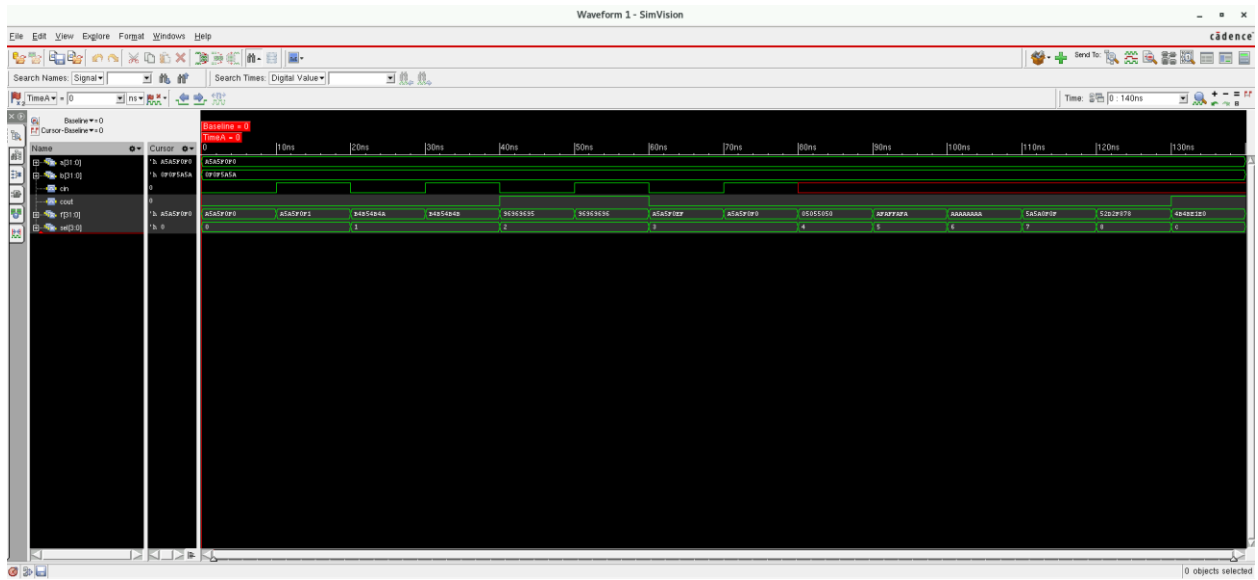 Waveform 1 - SimVision
File Edit View Explore Format Windows Help
cādence
Send To:
Search Names: Signal
Search Times: Digital Value
TimeA = 0 ns
Time: 0 : 140ns
Baseline = 0
Cursor-Baseline = 0
Baseline = 0
TimeA = 0
Name Cursor 0 10ns 20ns 30ns 40ns 50ns 60ns 70ns 80ns 90ns 100ns 110ns 120ns 130ns
a[31:0] 'h A5A5F0F0 A5A5F0F0
b[31:0] 'h 0F0F5A5A 0F0F5A5A
cin 0
cout 0
f[31:0] 'h A5A5F0F0 A5A5F0F0 A5A5F0F1 B4B54B4A B4B54B4B 96969695 96969696 A5A5F0EF A5A5F0F0 05055050 AFAFFAFA AAAAAAAA 5A5A0F0F 52D2F878 4B4BE1E0
sel[3:0] 'h 0 0 1 2 3 4 5 6 7 8 C
0 objects selected